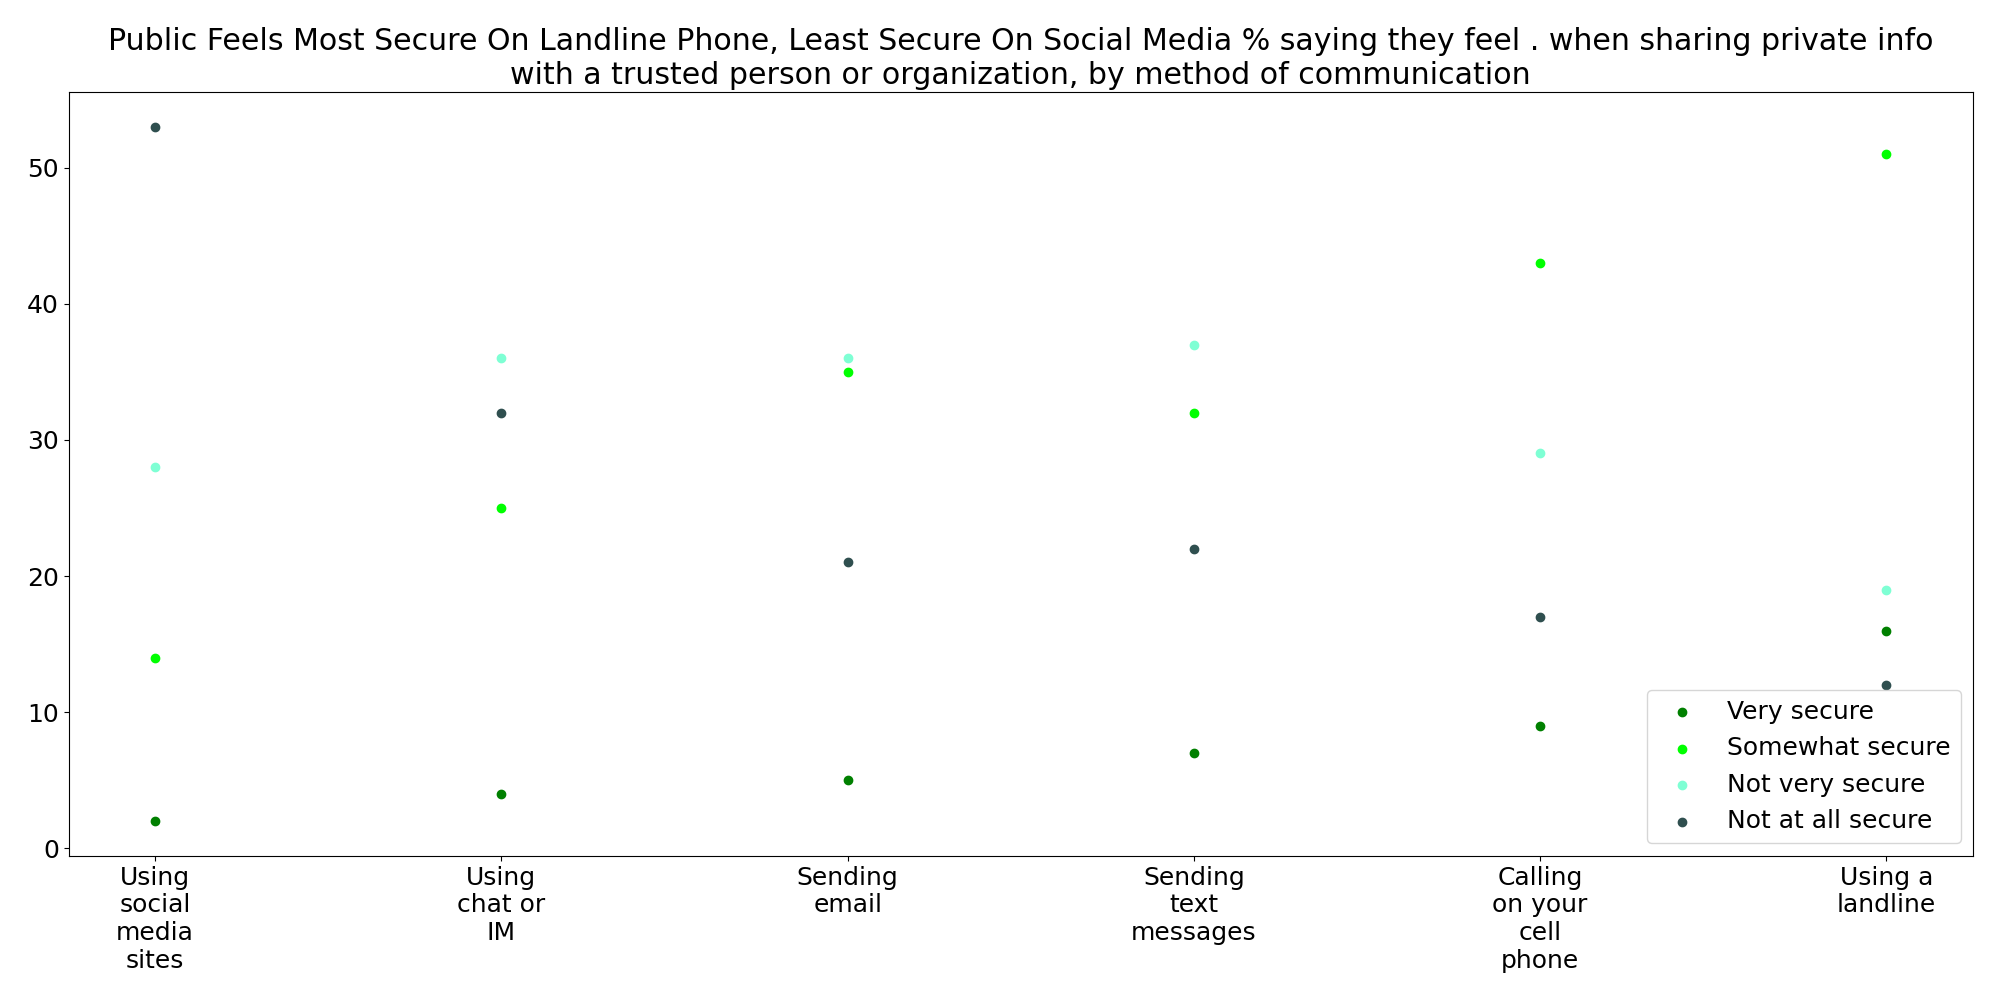 Public Feels Most Secure On Landline Phone, Least Secure On Social Media % saying they feel . when sharing private info
with a trusted person or organization, by method of communication
50
40
30
20
10
0
Very secure
Somewhat secure
Not very secure
Not at all secure
Using
social
media
sites
Using
chat or
IM
Sending
email
Sending
text
messages
Calling
on your
cell
phone
Using a
landline